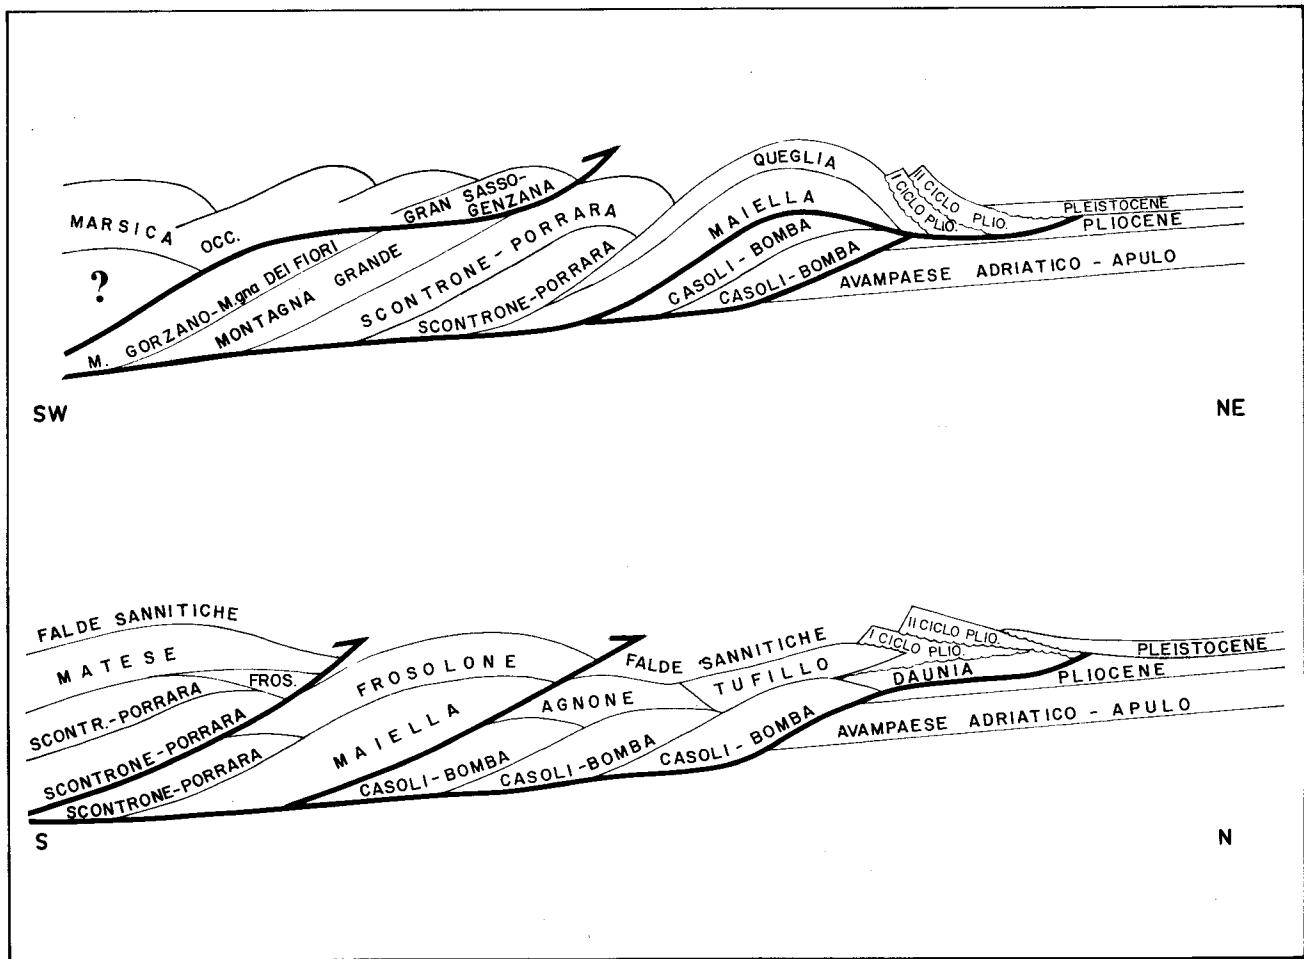 QUEGLIA
MARSICA
OCC.
GRAN SASSO-
GENZANA
I CICLO PLIO.
II CICLO PLIO.
PLEISTOCENE
PLIOCENE
?
M. GORZANO-M.gna DEI FIORI
MONTAGNA GRANDE
SCONTRONE-PORRARA
SCONTRONE-PORRARA
MAIELLA
CASOLI-BOMBA
CASOLI-BOMBA
AVAMPAESE ADRIATICO - APULO
SW
NE
FALDE SANNITICHE
MATESE
FROS.
SCONTR.-PORRARA
SCONTRONE-PORRARA
SCONTRONE-PORRARA
FROSOLONE
MAIELLA
FALDE SANNITICHE
AGNONE
TUFILLO
I CICLO PLIO.
II CICLO PLIO.
DAUNIA
PLEISTOCENE
PLIOCENE
CASOLI-BOMBA
CASOLI-BOMBA
CASOLI-BOMBA
AVAMPAESE ADRIATICO - APULO
S
N